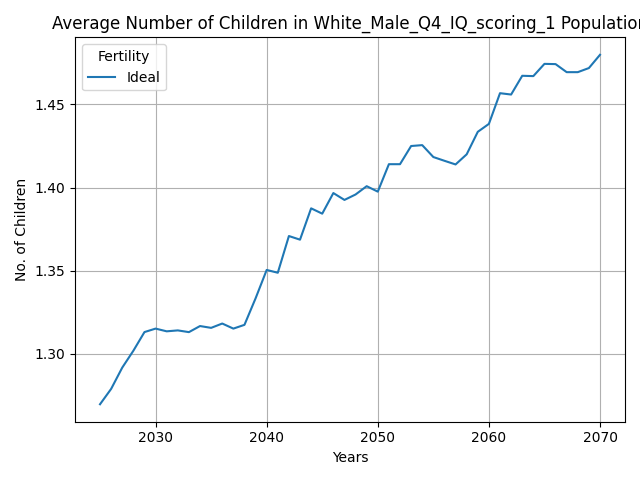 Average Number of Children in White_Male_Q4_IQ_scoring_1 Population
Fertility
Ideal
No. of Children
1.45
1.40
1.35
1.30
2030 2040 2050 2060 2070
Years